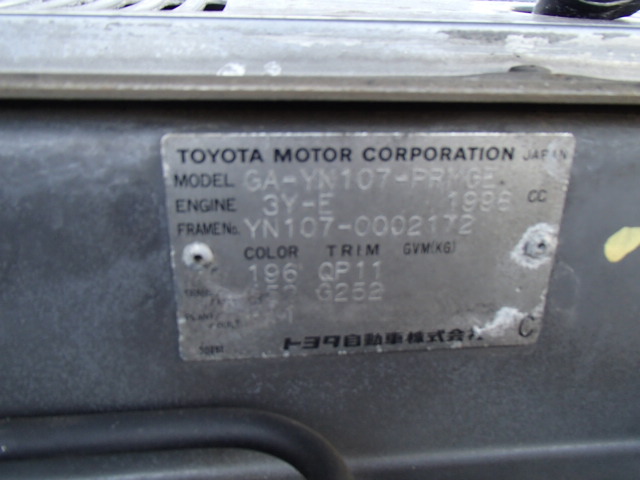 TOYOTA MOTOR CORPORATION JAPAN
MODEL GA-YN107-PRMGE
ENGINE 3Y-E 1998 CC
FRAME No. YN107-0002172
COLOR TRIM GVM(KG)
196 QP11
G252
トヨタ自動車株式会社 C